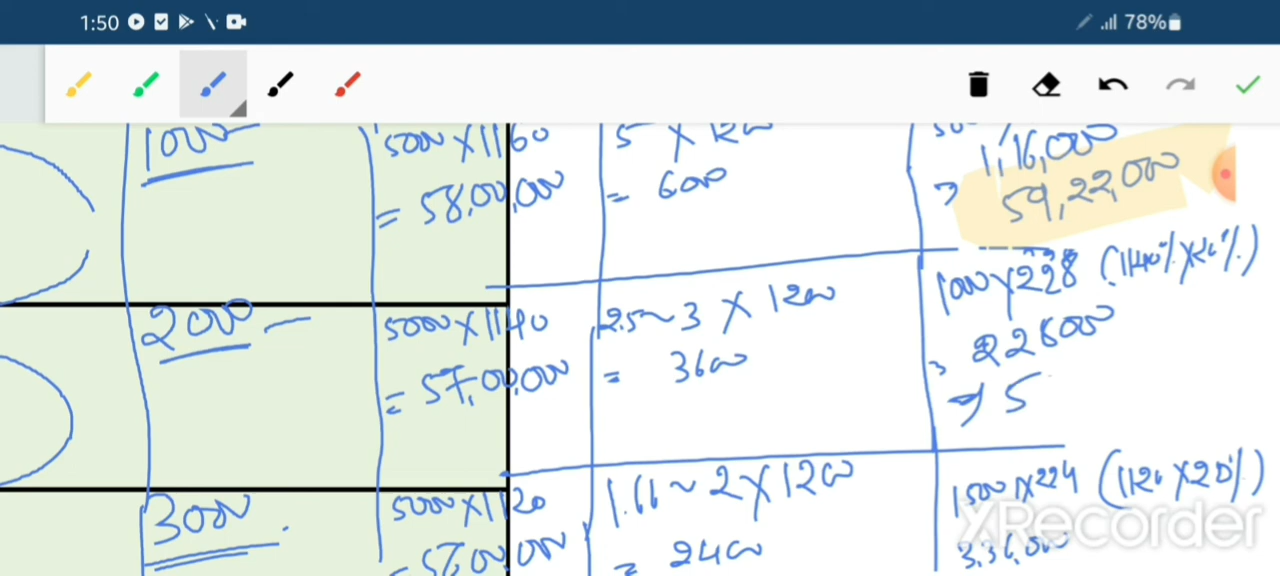 1:50 78%
1000
5000 X 1160
= 58,00,000
5 X 1200
= 6000
1,16,000
59,22,000
2000
5000 X 1140
= 57,00,000
2.5 ~ 3 X 1200
= 3600
1000 X 228 (1140 X 20%)
228000
5
3000
5000 X 1120
1.66 ~ 2 X 1200
= 2400
1500 X 224 (1120 X 20%)
3,36,000
XRecorder